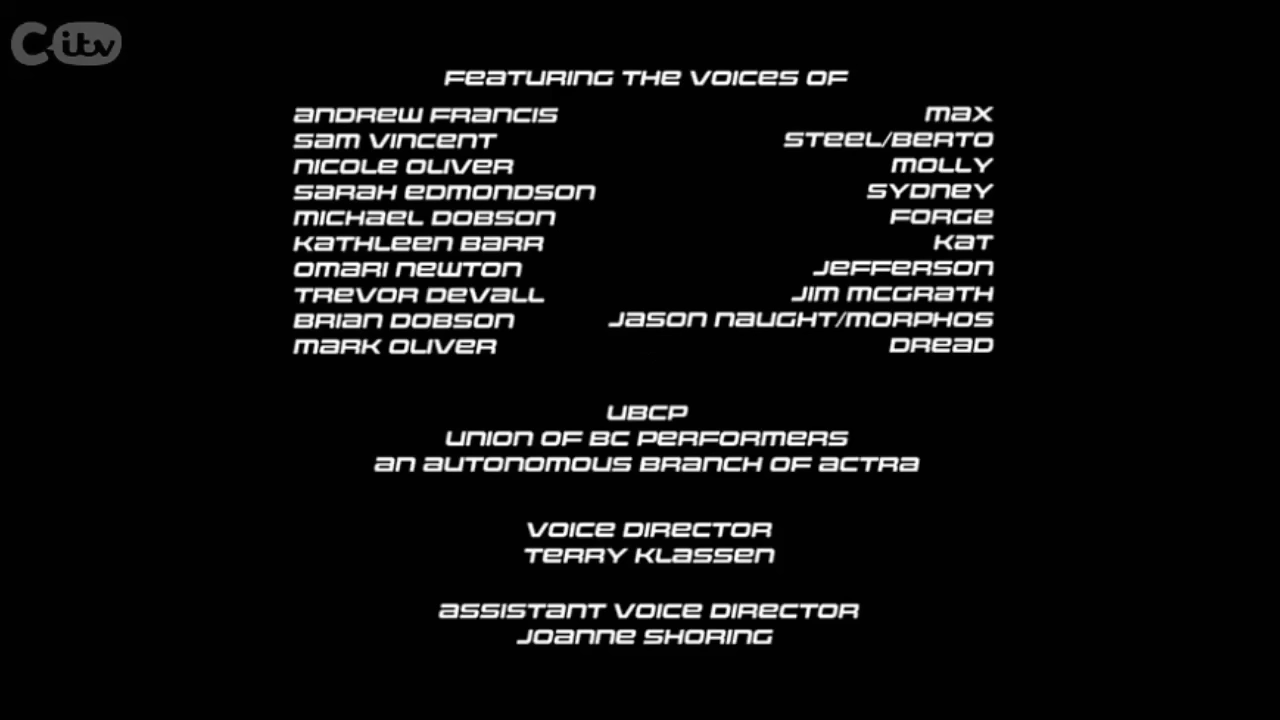 Citv
FEATURING THE VOICES OF
ANDREW FRANCIS MAX
SAM VINCENT STEEL/BERTO
NICOLE OLIVER MOLLY
SARAH EDMONDSON SYDNEY
MICHAEL DOBSON FORGE
KATHLEEN BARR KAT
OMARI NEWTON JEFFERSON
TREVOR DEVALL JIM MCGRATH
BRIAN DOBSON JASON NAUGHT/MORPHOS
MARK OLIVER DREAD
UBCP
UNION OF BC PERFORMERS
AN AUTONOMOUS BRANCH OF ACTRA
VOICE DIRECTOR
TERRY KLASSEN
ASSISTANT VOICE DIRECTOR
JOANNE SHORING